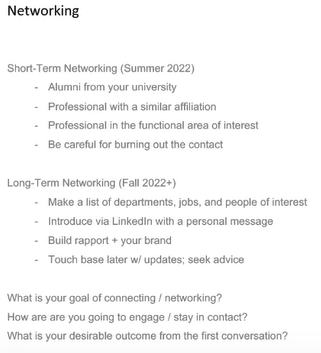 Networking
Short-Term Networking (Summer 2022)
- Alumni from your university
- Professional with a similar affiliation
- Professional in the functional area of interest
- Be careful for burning out the contact
Long-Term Networking (Fall 2022+)
- Make a list of departments, jobs, and people of interest
- Introduce via LinkedIn with a personal message
- Build rapport + your brand
- Touch base later w/ updates; seek advice
What is your goal of connecting / networking?
How are are you going to engage / stay in contact?
What is your desirable outcome from the first conversation?